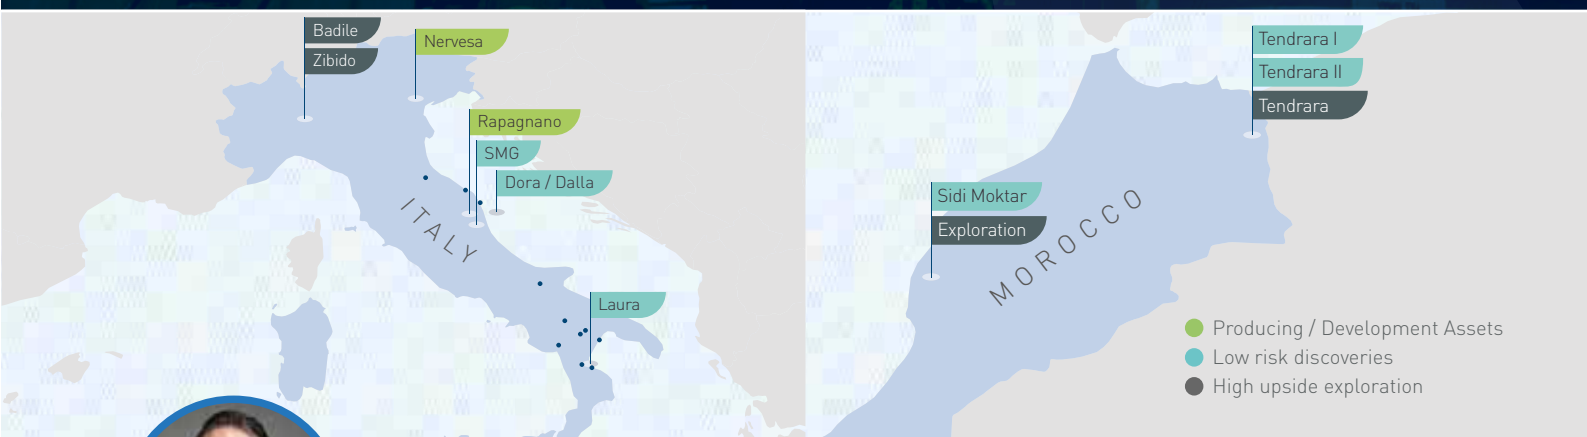 Badile
Zibido
Nervesa
Rapagnano
SMG
Dora / Dalla
ITALY
Laura
Tendrara I
Tendrara II
Tendrara
Sidi Moktar
Exploration
MOROCCO
Producing / Development Assets
Low risk discoveries
High upside exploration